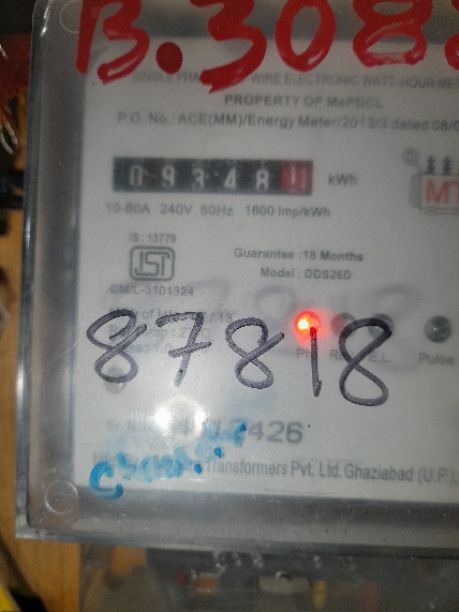 B.308
SINGLE PHASE WIRE ELECTRONIC WATT-HOUR MET
PROPERTY OF MePDCL
P.O. No.: ACE(MM)/Energy Meter/2013/3 dated 08/0
09348 kWh
10-60A 240V 50Hz 1600 Imp/kWh
IS : 13779
Guarantee : 18 Months
Model : DDS26D
CM/L-3101324
87818
E.L. Pulse
426
Transformers Pvt. Ltd. Ghaziabad (U.P.)